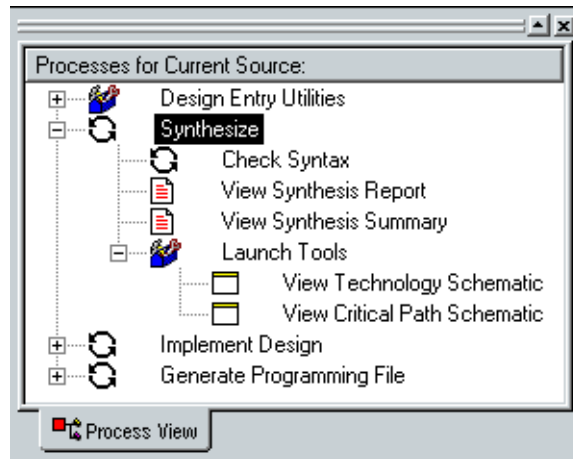 Processes for Current Source:
Design Entry Utilities
Synthesize
Check Syntax
View Synthesis Report
View Synthesis Summary
Launch Tools
View Technology Schematic
View Critical Path Schematic
Implement Design
Generate Programming File
Process View